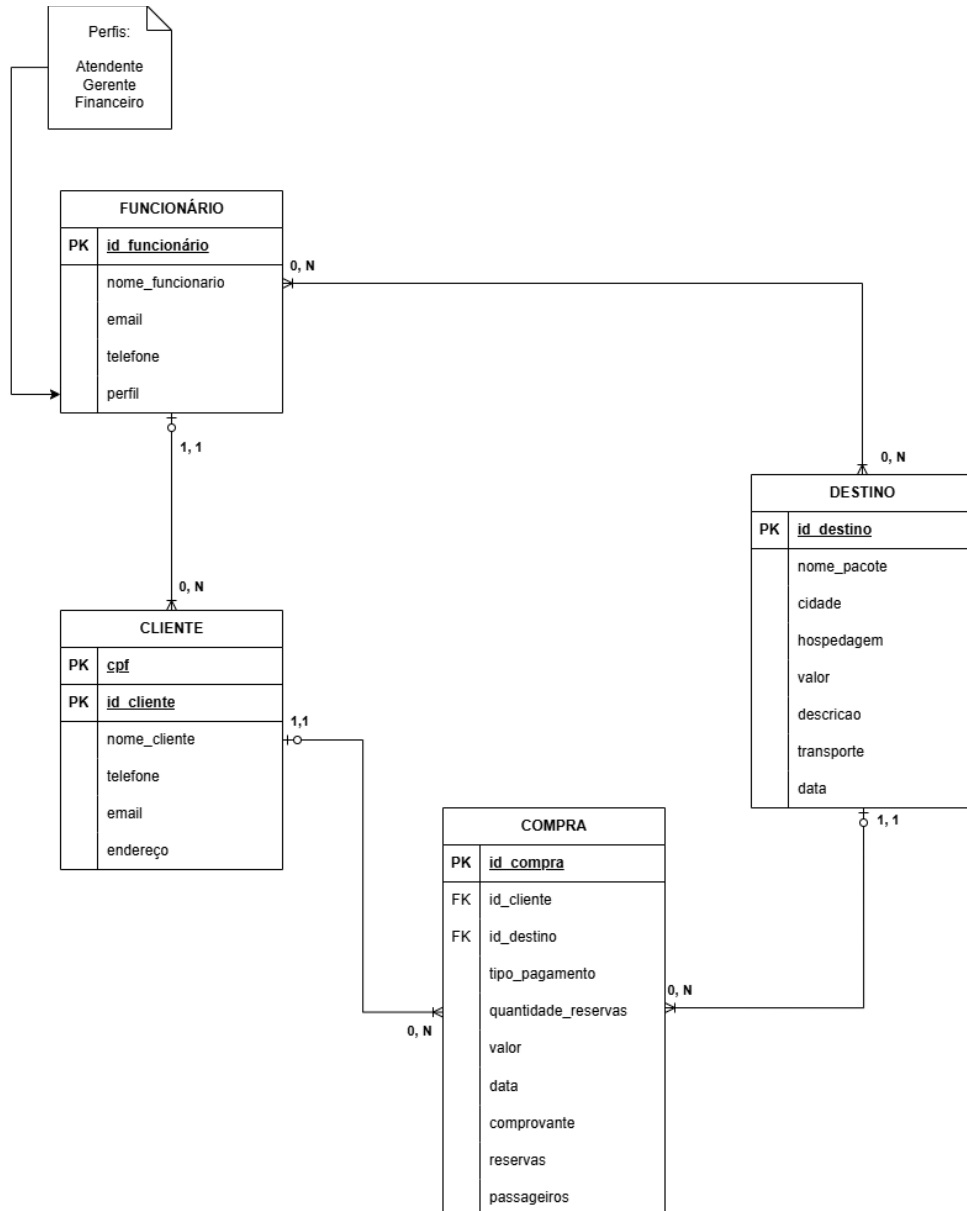 Perfis:
Atendente
Gerente
Financeiro
FUNCIONÁRIO
PK id_funcionário
nome_funcionario
email
telefone
perfil
0, N
1, 1
0, N
0, N
DESTINO
PK id_destino
nome_pacote
cidade
hospedagem
valor
descricao
transporte
data
1, 1
CLIENTE
PK cpf
PK id_cliente
nome_cliente
telefone
email
endereço
1,1
0, N
0, N
COMPRA
PK id_compra
FK id_cliente
FK id_destino
tipo_pagamento
quantidade_reservas
valor
data
comprovante
reservas
passageiros